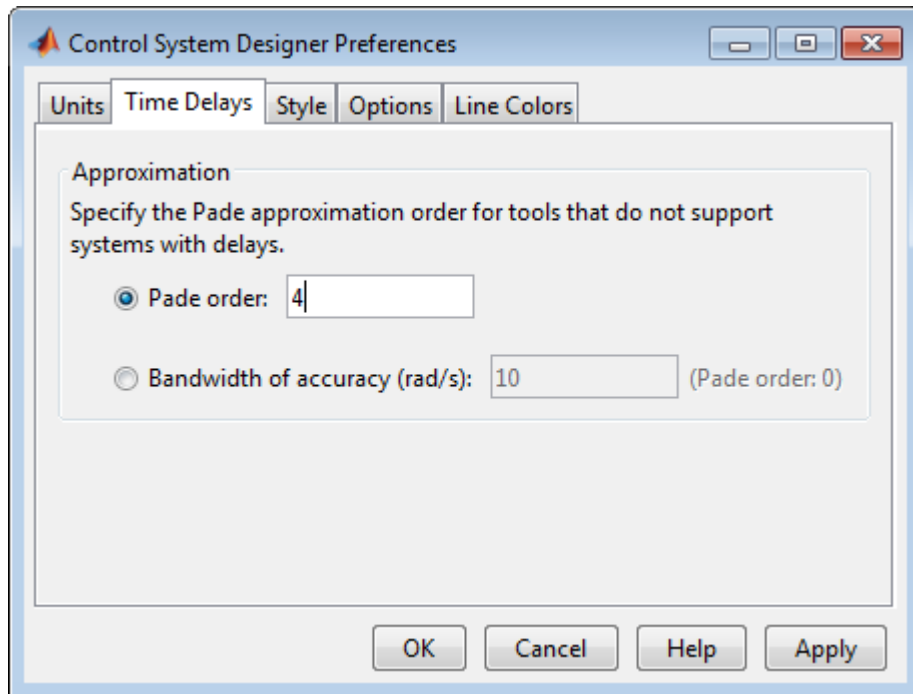 Control System Designer Preferences
Units Time Delays Style Options Line Colors
Approximation
Specify the Pade approximation order for tools that do not support
systems with delays.
Pade order: 4
Bandwidth of accuracy (rad/s): 10 (Pade order: 0)
OK Cancel Help Apply